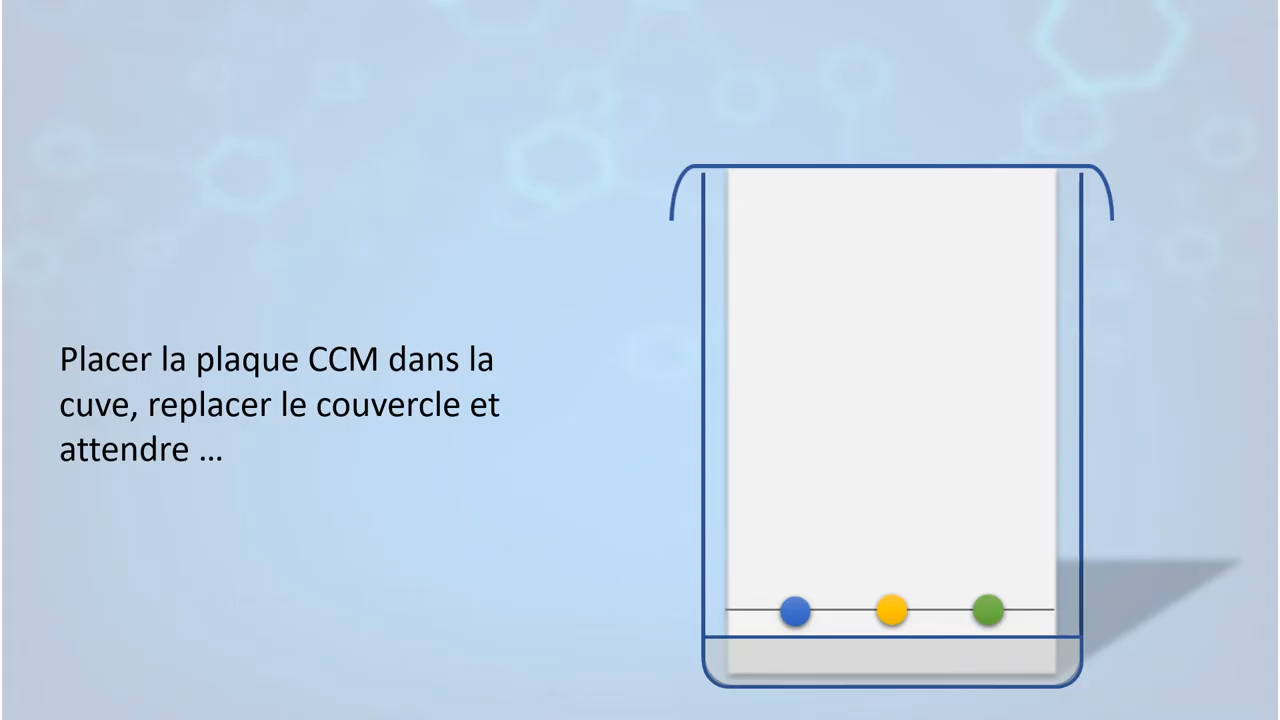 Placer la plaque CCM dans la
cuve, replacer le couvercle et
attendre …